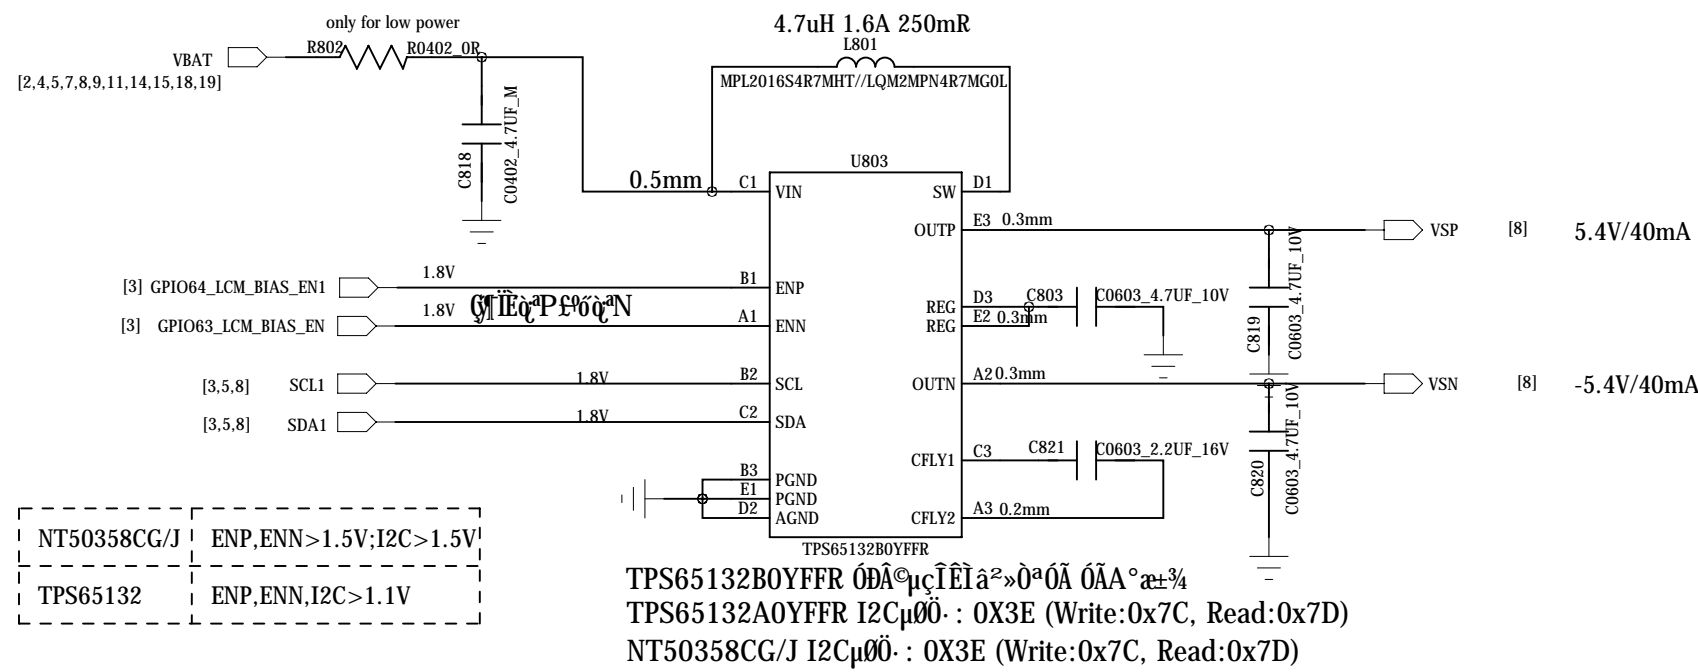 only for low power
4.7uH 1.6A 250mR
L801
VBAT
R802
R0402_0R
[2,4,5,7,8,9,11,14,15,18,19]
MPL2016S4R7MHT//LQM2MPN4R7MG0L
C818
C0402_4.7UF_M
U803
0.5mm
C1
VIN
SW
D1
OUTP
E3
0.3mm
VSP
[8]
5.4V/40mA
[3]
GPIO64_LCM_BIAS_EN1
1.8V
B1
ENP
REG
D3
C803
C0603_4.7UF_10V
C819
C0603_4.7UF_10V
[3]
GPIO63_LCM_BIAS_EN
1.8V
A1
ENN
REG
E2
0.3mm
[3,5,8]
SCL1
1.8V
B2
SCL
OUTN
A2
0.3mm
VSN
[8]
-5.4V/40mA
[3,5,8]
SDA1
1.8V
C2
SDA
CFLY1
C3
C821
C0603_2.2UF_16V
C820
C0603_4.7UF_10V
B3
PGND
E1
PGND
D2
AGND
CFLY2
A3
0.2mm
TPS65132B0YFFR
NT50358CG/J
ENP,ENN>1.5V;I2C>1.5V
TPS65132
ENP,ENN,I2C>1.1V
TPS65132B0YFFR
TPS65132A0YFFR I2CµØÖ·: 0X3E (Write:0x7C, Read:0x7D)
NT50358CG/J I2CµØÖ·: 0X3E (Write:0x7C, Read:0x7D)